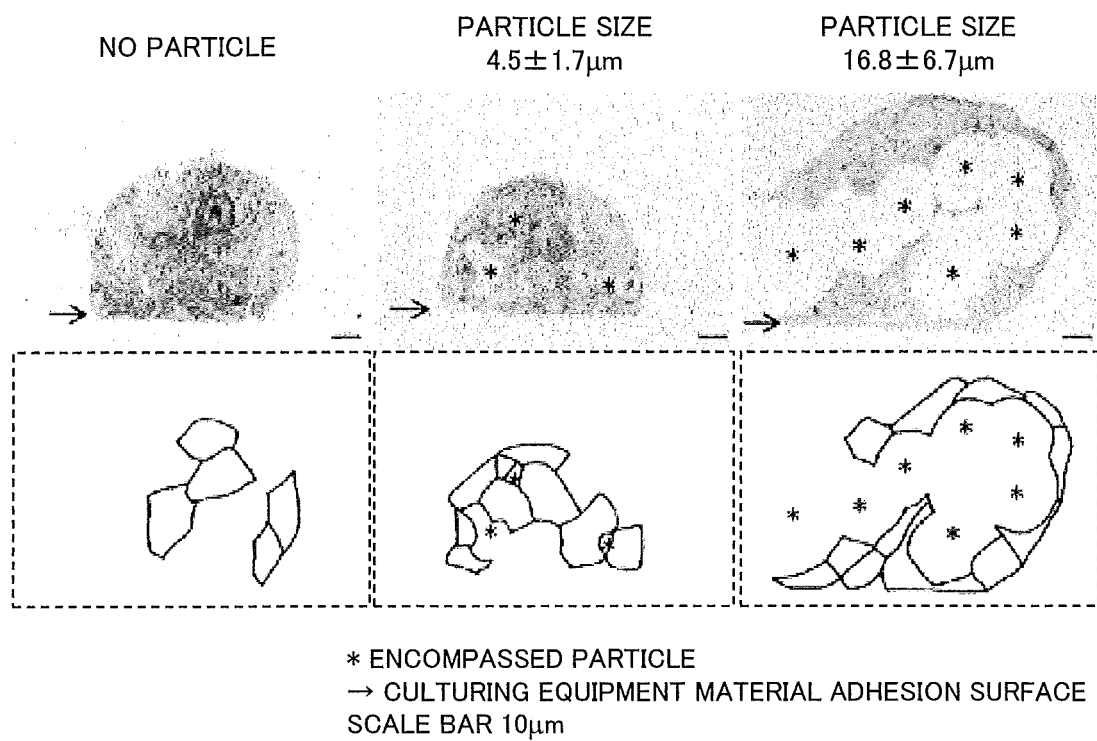 NO PARTICLE
PARTICLE SIZE
4.5±1.7μm
PARTICLE SIZE
16.8±6.7μm
* ENCOMPASSED PARTICLE
→ CULTURING EQUIPMENT MATERIAL ADHESION SURFACE
SCALE BAR 10μm